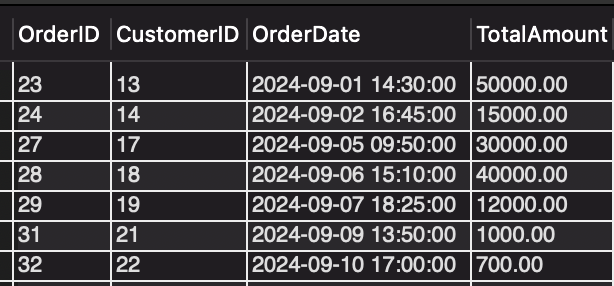 OrderID CustomerID OrderDate TotalAmount
23 13 2024-09-01 14:30:00 50000.00
24 14 2024-09-02 16:45:00 15000.00
27 17 2024-09-05 09:50:00 30000.00
28 18 2024-09-06 15:10:00 40000.00
29 19 2024-09-07 18:25:00 12000.00
31 21 2024-09-09 13:50:00 1000.00
32 22 2024-09-10 17:00:00 700.00